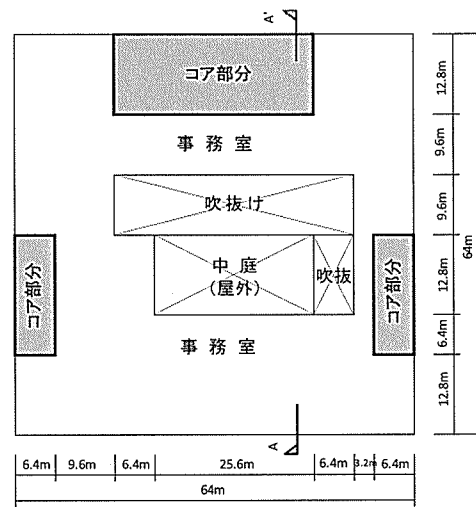 A'
コア部分
事務室
吹抜け
中庭
(屋外)
吹抜
コア部分
コア部分
事務室
A
12.8m
9.6m
9.6m
12.8m
6.4m
12.8m
64m
6.4m
9.6m
6.4m
25.6m
6.4m
3.2m
6.4m
64m